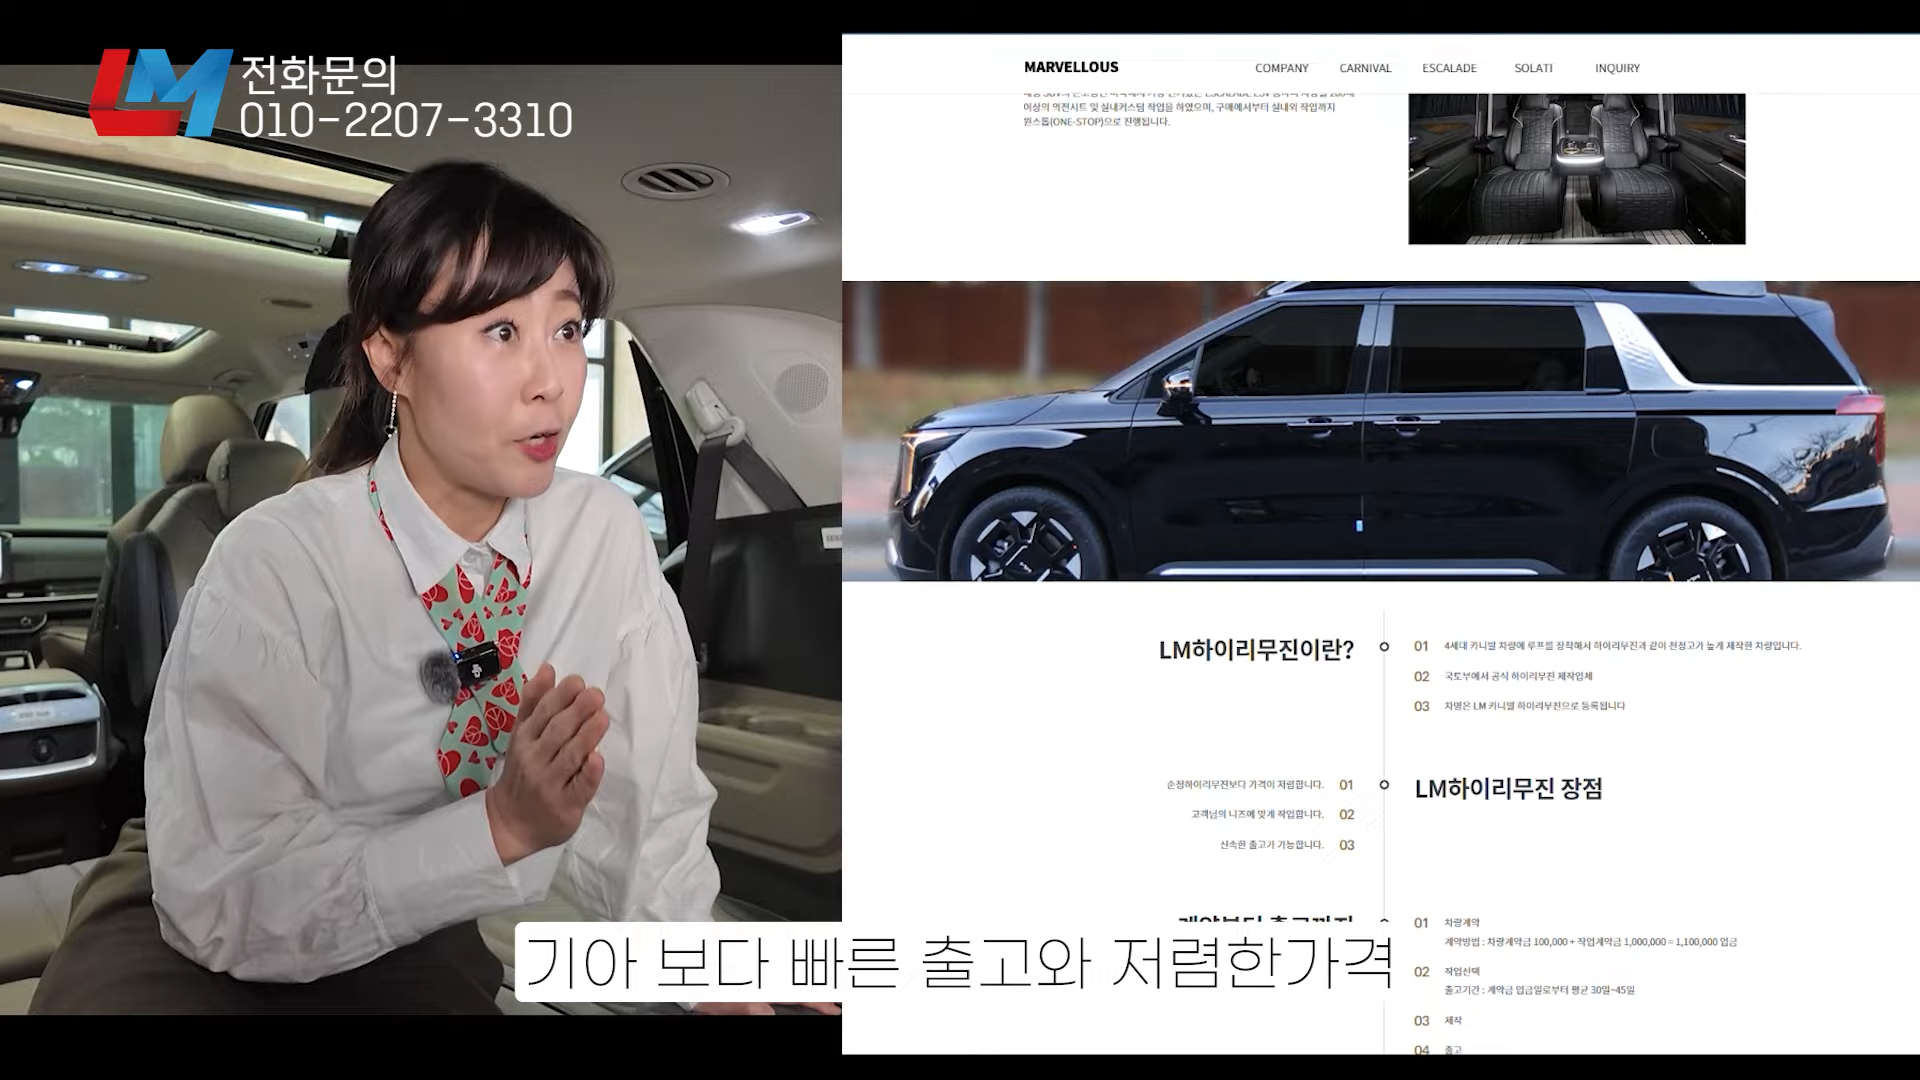 LM
전화문의
010-2207-3310
MARVELLOUS
COMPANY
CARNIVAL
ESCALADE
SOLATI
INQUIRY
이상의 의전시트 및 실내커스텀 작업을 하였으며, 구매에서부터 실내외 작업까지
원스톱(ONE-STOP)으로 진행됩니다.
LM하이리무진이란?
01 4세대 카니발 차량에 루프를 장착해서 하이리무진과 같이 천정고가 높게 제작한 차량입니다.
02 국토부에서 공식 하이리무진 제작업체
03 차명은 LM 카니발 하이리무진으로 등록됩니다
LM하이리무진 장점
순정하이리무진보다 가격이 저렴합니다. 01
고객님의 니즈에 맞게 작업합니다. 02
신속한 출고가 가능합니다. 03
01 차량계약
계약방법 : 차량계약금 100,000 + 작업계약금 1,000,000 = 1,100,000 입금
02 작업선택
출고기간 : 계약금 입금일로부터 평균 30일~45일
03 제작
04 출고
기아 보다 빠른 출고와 저렴한가격